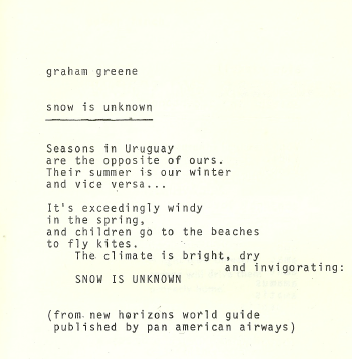 graham greene
snow is unknown
Seasons in Uruguay
are the opposite of ours.
Their summer is our winter
and vice versa...
It's exceedingly windy
in the spring,
and children go to the beaches
to fly kites.
The climate is bright, dry
and invigorating:
SNOW IS UNKNOWN
(from new horizons world guide
published by pan american airways)